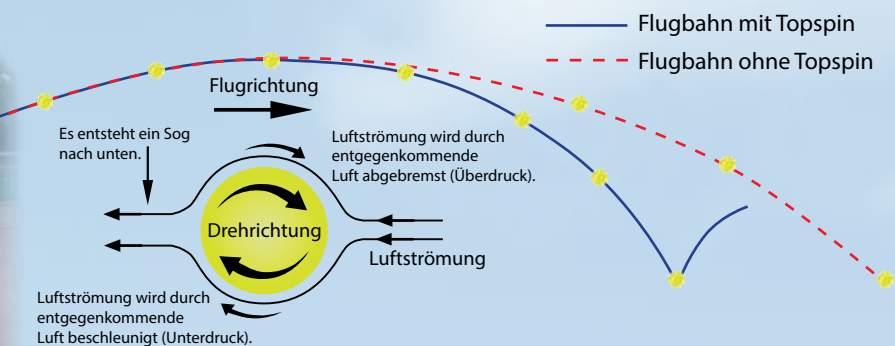 Flugbahn mit Topspin
Flugbahn ohne Topspin
Flugrichtung
Es entsteht ein Sog
nach unten.
Luftströmung wird durch
entgegenkommende
Luft abgebremst (Überdruck).
Drehrichtung
Luftströmung
Luftströmung wird durch
entgegenkommende
Luft beschleunigt (Unterdruck).